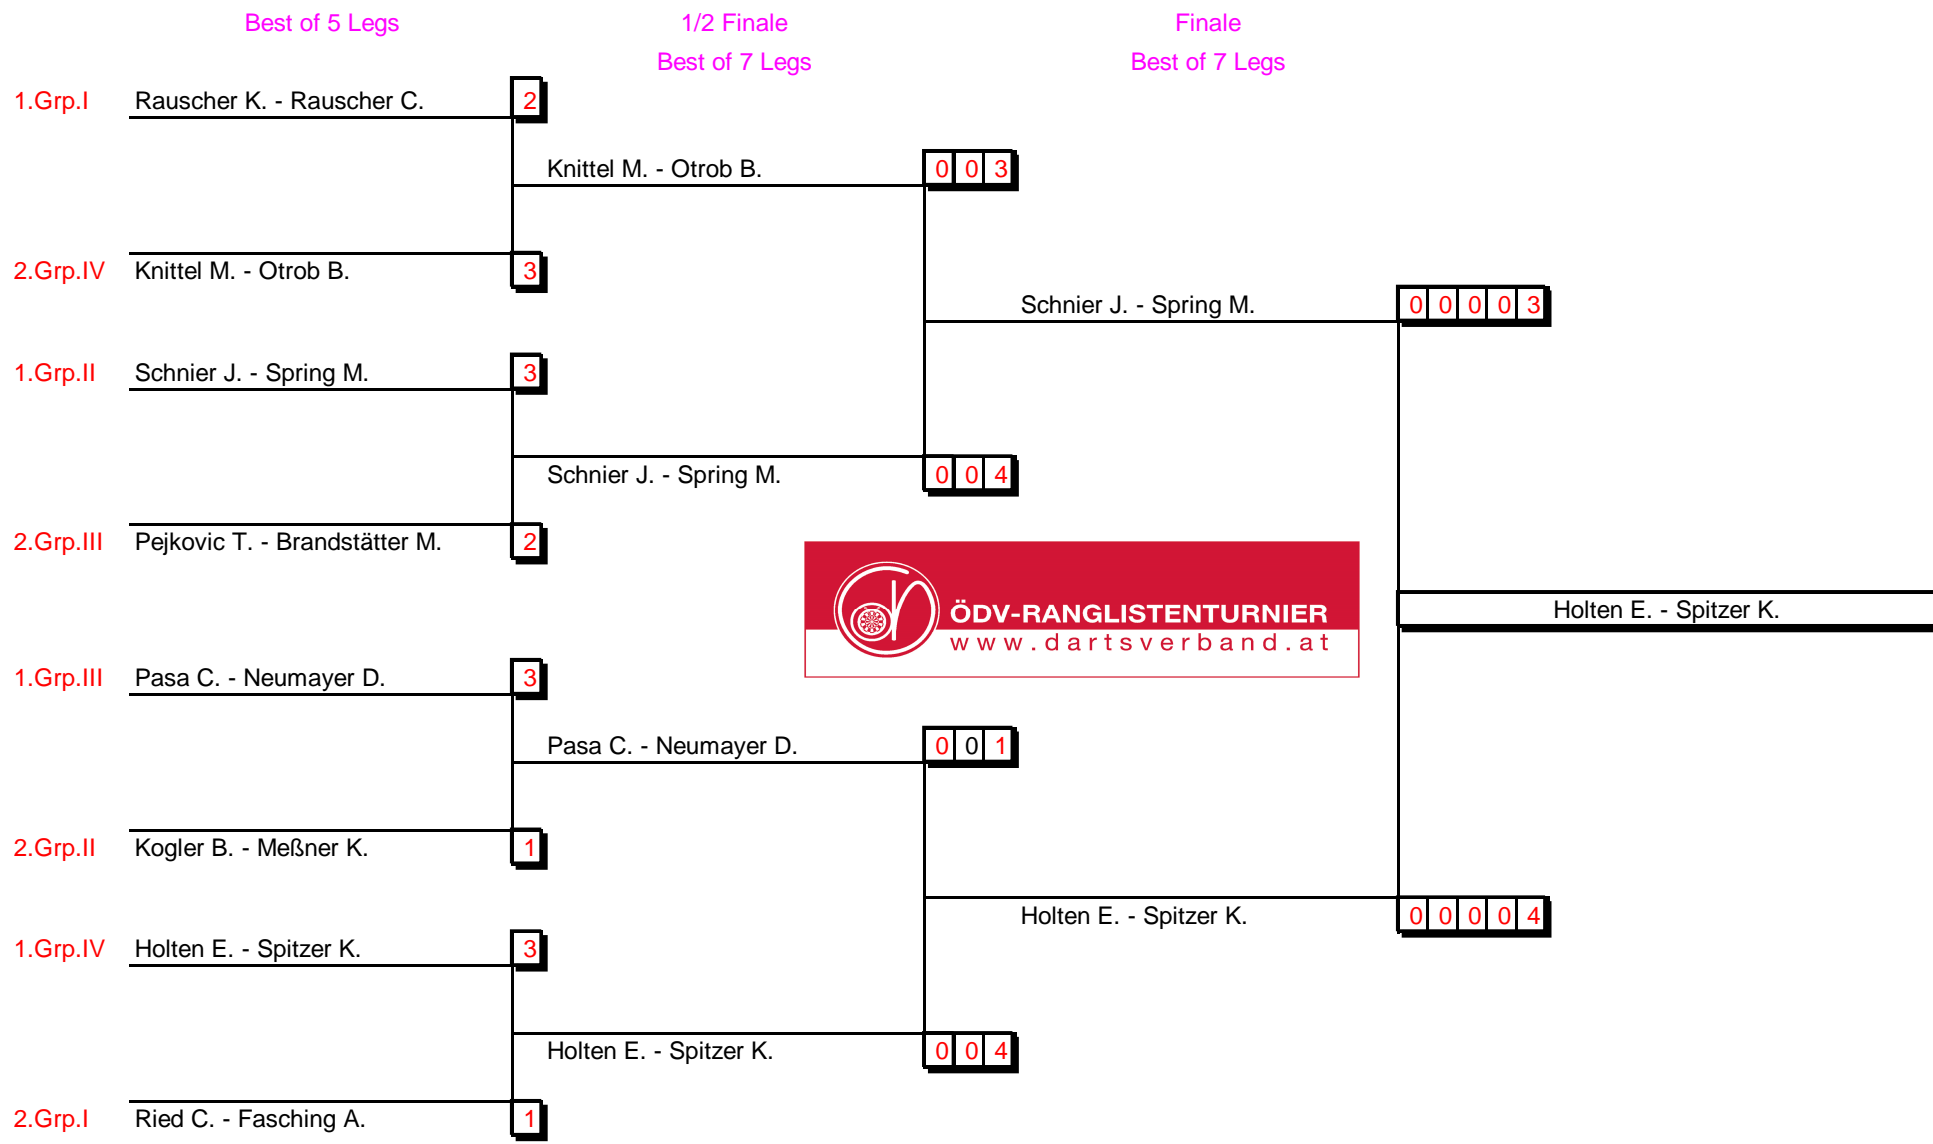 Best of 5 Legs 1/2 Finale Finale
Best of 7 Legs Best of 7 Legs
1.Grp.I Rauscher K. - Rauscher C. 2
Knittel M. - Otrob B. 0 0 3
2.Grp.IV Knittel M. - Otrob B. 3
Schnier J. - Spring M. 0 0 0 0 3
1.Grp.II Schnier J. - Spring M. 3
Schnier J. - Spring M. 0 0 4
2.Grp.III Pejkovic T. - Brandstätter M. 2
ÖDV-RANGLISTENTURNIER
www.dartsverband.at
Holten E. - Spitzer K.
1.Grp.III Pasa C. - Neumayer D. 3
Pasa C. - Neumayer D. 0 0 1
2.Grp.II Kogler B. - Meßner K. 1
Holten E. - Spitzer K. 0 0 0 0 4
1.Grp.IV Holten E. - Spitzer K. 3
Holten E. - Spitzer K. 0 0 4
2.Grp.I Ried C. - Fasching A. 1